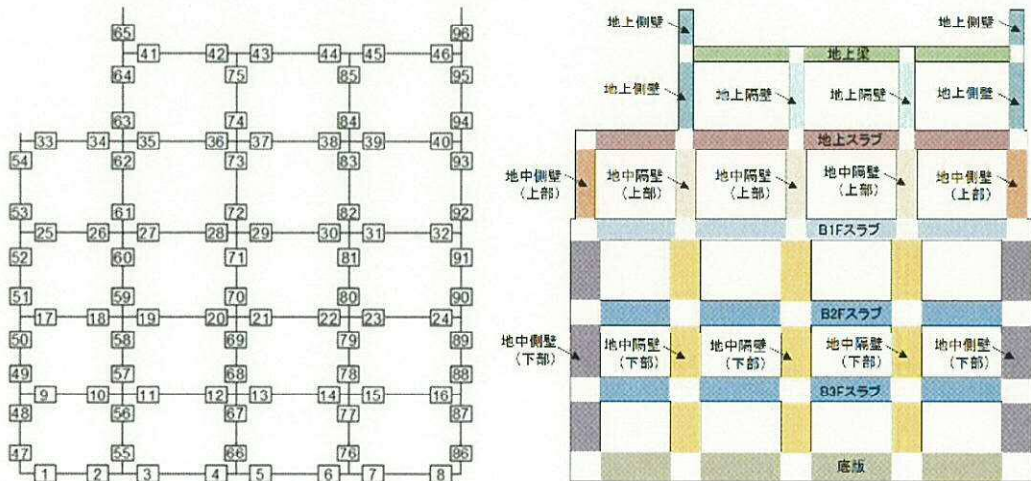 65 96
41 42 43 44 45 46
64 75 85 95
63 74 84 94
33 34 35 36 37 38 39 40
54 62 73 83 93
53 61 72 82 92
25 26 27 28 29 30 31 32
52 60 71 81 91
51 59 70 80 90
17 18 19 20 21 22 23 24
50 58 69 79 89
49 57 68 78 88
9 10 11 12 13 14 15 16
48 56 67 77 87
47 55 66 76 86
1 2 3 4 5 6 7 8
地上側壁 地上側壁
地上梁
地上側壁 地上隔壁 地上隔壁 地上側壁
地上スラブ
地中側壁 地中隔壁 地中隔壁 地中隔壁 地中側壁
(上部) (上部) (上部) (上部) (上部)
B1Fスラブ
B2Fスラブ
地中側壁 地中隔壁 地中隔壁 地中隔壁 地中側壁
(下部) (下部) (下部) (下部) (下部)
B3Fスラブ
底版